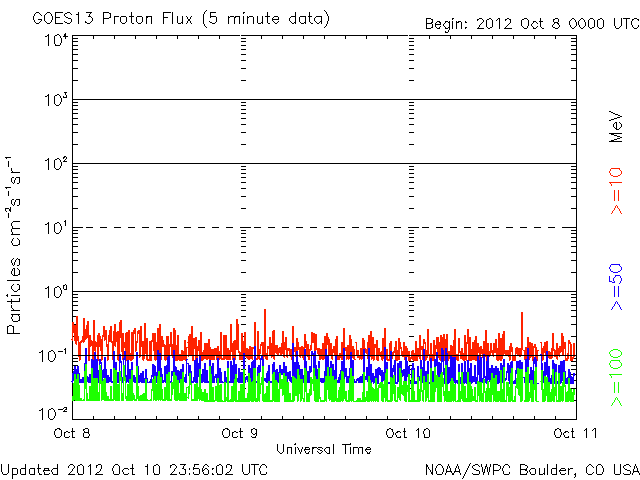 GOES13 Proton Flux (5 minute data)
Begin: 2012 Oct 8 0000 UTC
10⁴
10³
10²
10¹
10⁰
10⁻¹
10⁻²
Particles cm⁻²s⁻¹sr⁻¹
MeV
>=10
>=50
>=100
Oct 8
Oct 9
Oct 10
Oct 11
Universal Time
Updated 2012 Oct 10 23:56:02 UTC
NOAA/SWPC Boulder, CO USA